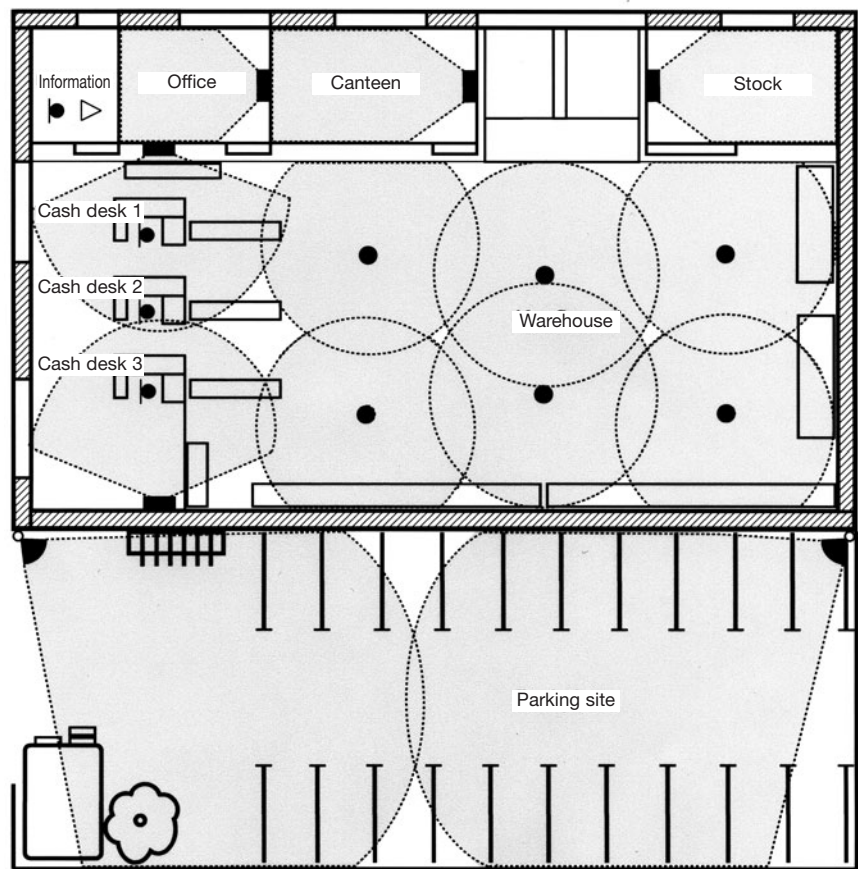 Information
Office
Canteen
Stock
Cash desk 1
Cash desk 2
Warehouse
Cash desk 3
Parking site